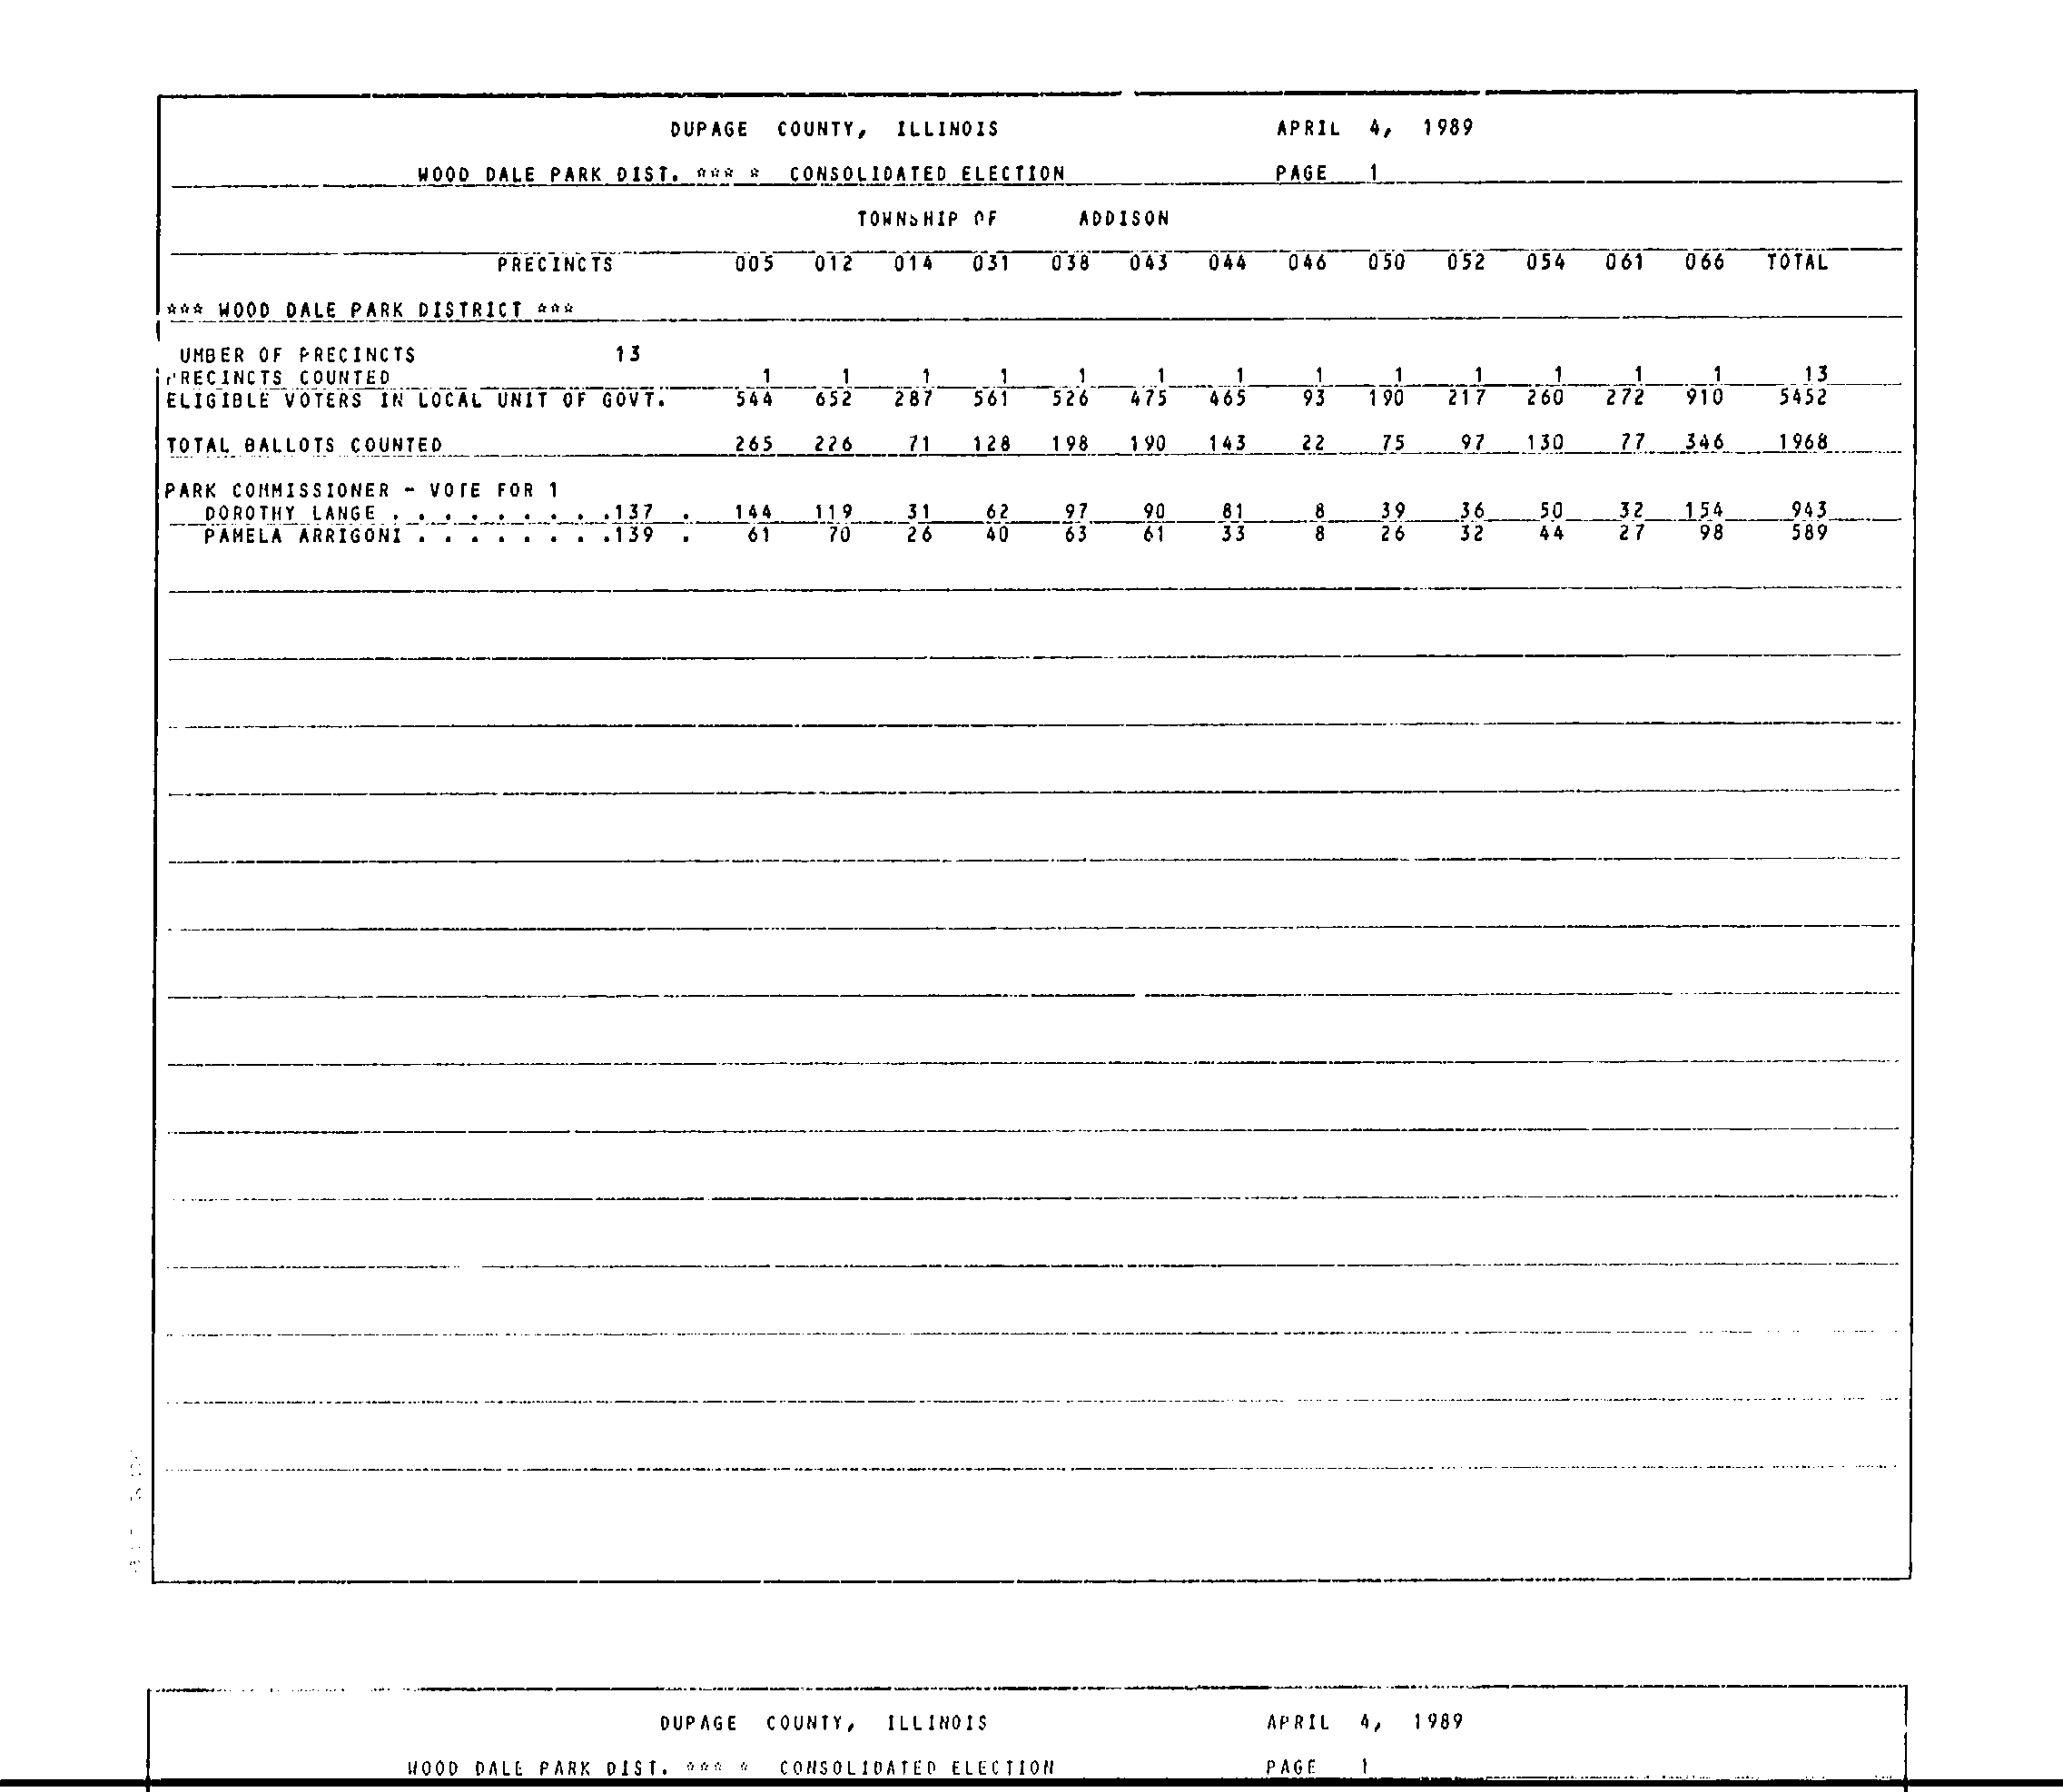 DUPAGE COUNTY, ILLINOIS APRIL 4, 1989
WOOD DALE PARK DIST. *** * CONSOLIDATED ELECTION PAGE 1
TOWNSHIP OF ADDISON
PRECINCTS 005 012 014 031 038 043 044 046 050 052 054 061 066 TOTAL
*** WOOD DALE PARK DISTRICT ***
UMBER OF PRECINCTS 13
PRECINCTS COUNTED 1 1 1 1 1 1 1 1 1 1 1 1 1 13
ELIGIBLE VOTERS IN LOCAL UNIT OF GOVT. 544 652 287 561 526 475 465 93 190 217 260 272 910 5452
TOTAL BALLOTS COUNTED 265 226 71 128 198 190 143 22 75 97 130 77 346 1968
PARK COMMISSIONER - VOTE FOR 1
DOROTHY LANGE . . . . . . . . .137 . 144 119 31 62 97 90 81 8 39 36 50 32 154 943
PAMELA ARRIGONI . . . . . . . .139 . 61 70 26 40 63 61 33 8 26 32 44 27 98 589
DUPAGE COUNTY, ILLINOIS APRIL 4, 1989
WOOD DALE PARK DIST. *** * CONSOLIDATED ELECTION PAGE 1